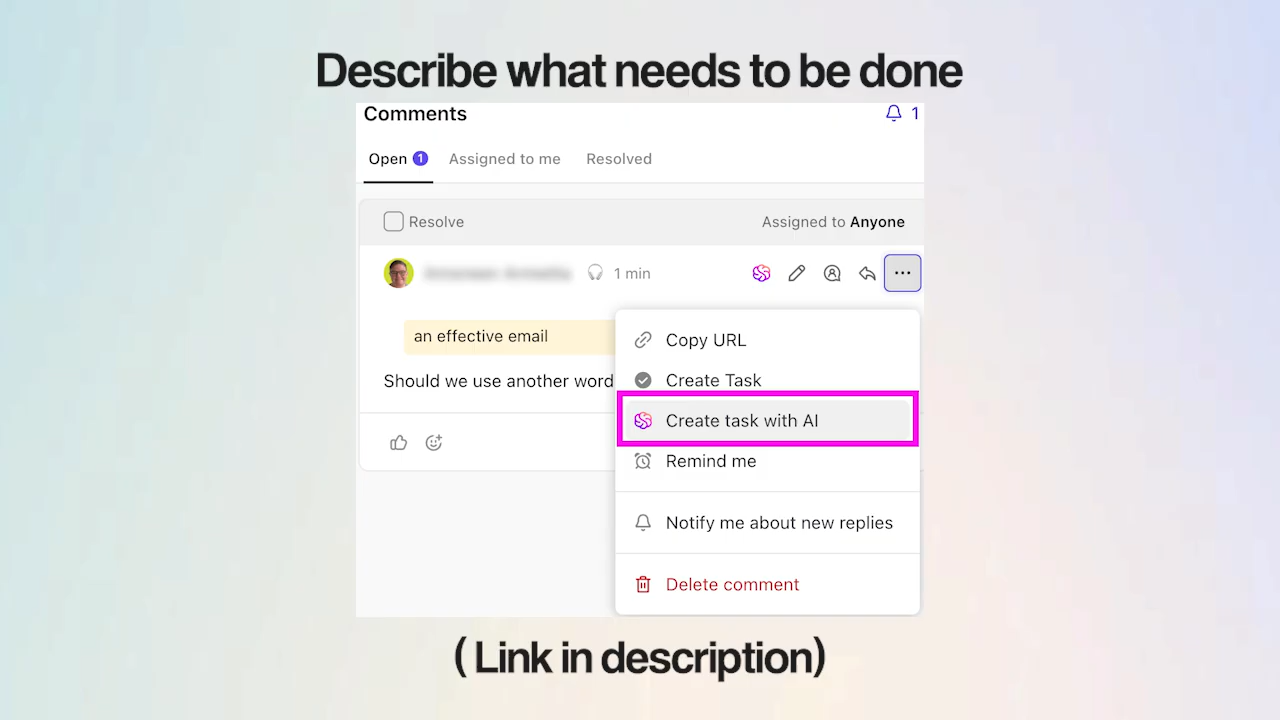 Describe what needs to be done
Comments
1
Open 1
Assigned to me
Resolved
Resolve
Assigned to Anyone
1 min
an effective email
Should we use another word
Copy URL
Create Task
Create task with AI
Remind me
Notify me about new replies
Delete comment
( Link in description)